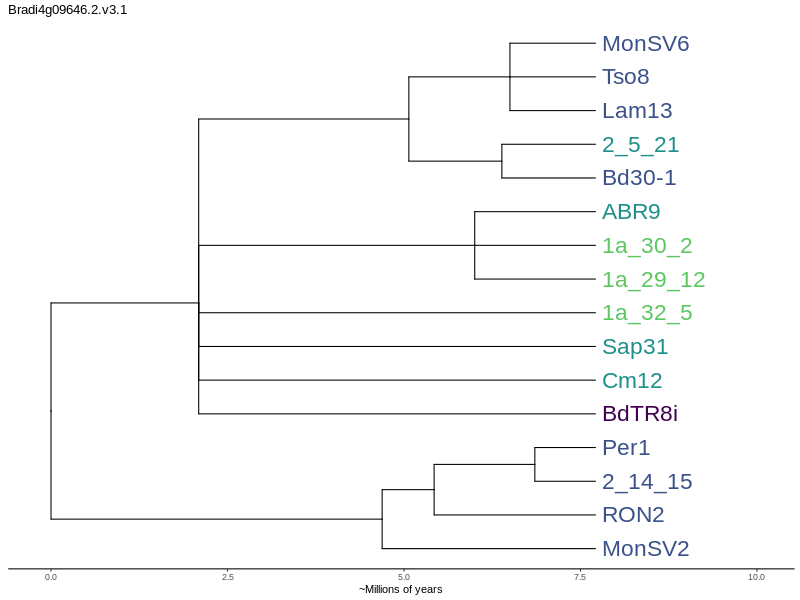 Bradi4g09646.2.v3.1
MonSV6
Tso8
Lam13
2_5_21
Bd30-1
ABR9
1a_30_2
1a_29_12
1a_32_5
Sap31
Cm12
BdTR8i
Per1
2_14_15
RON2
MonSV2
0.0 2.5 5.0 7.5 10.0
~Millions of years